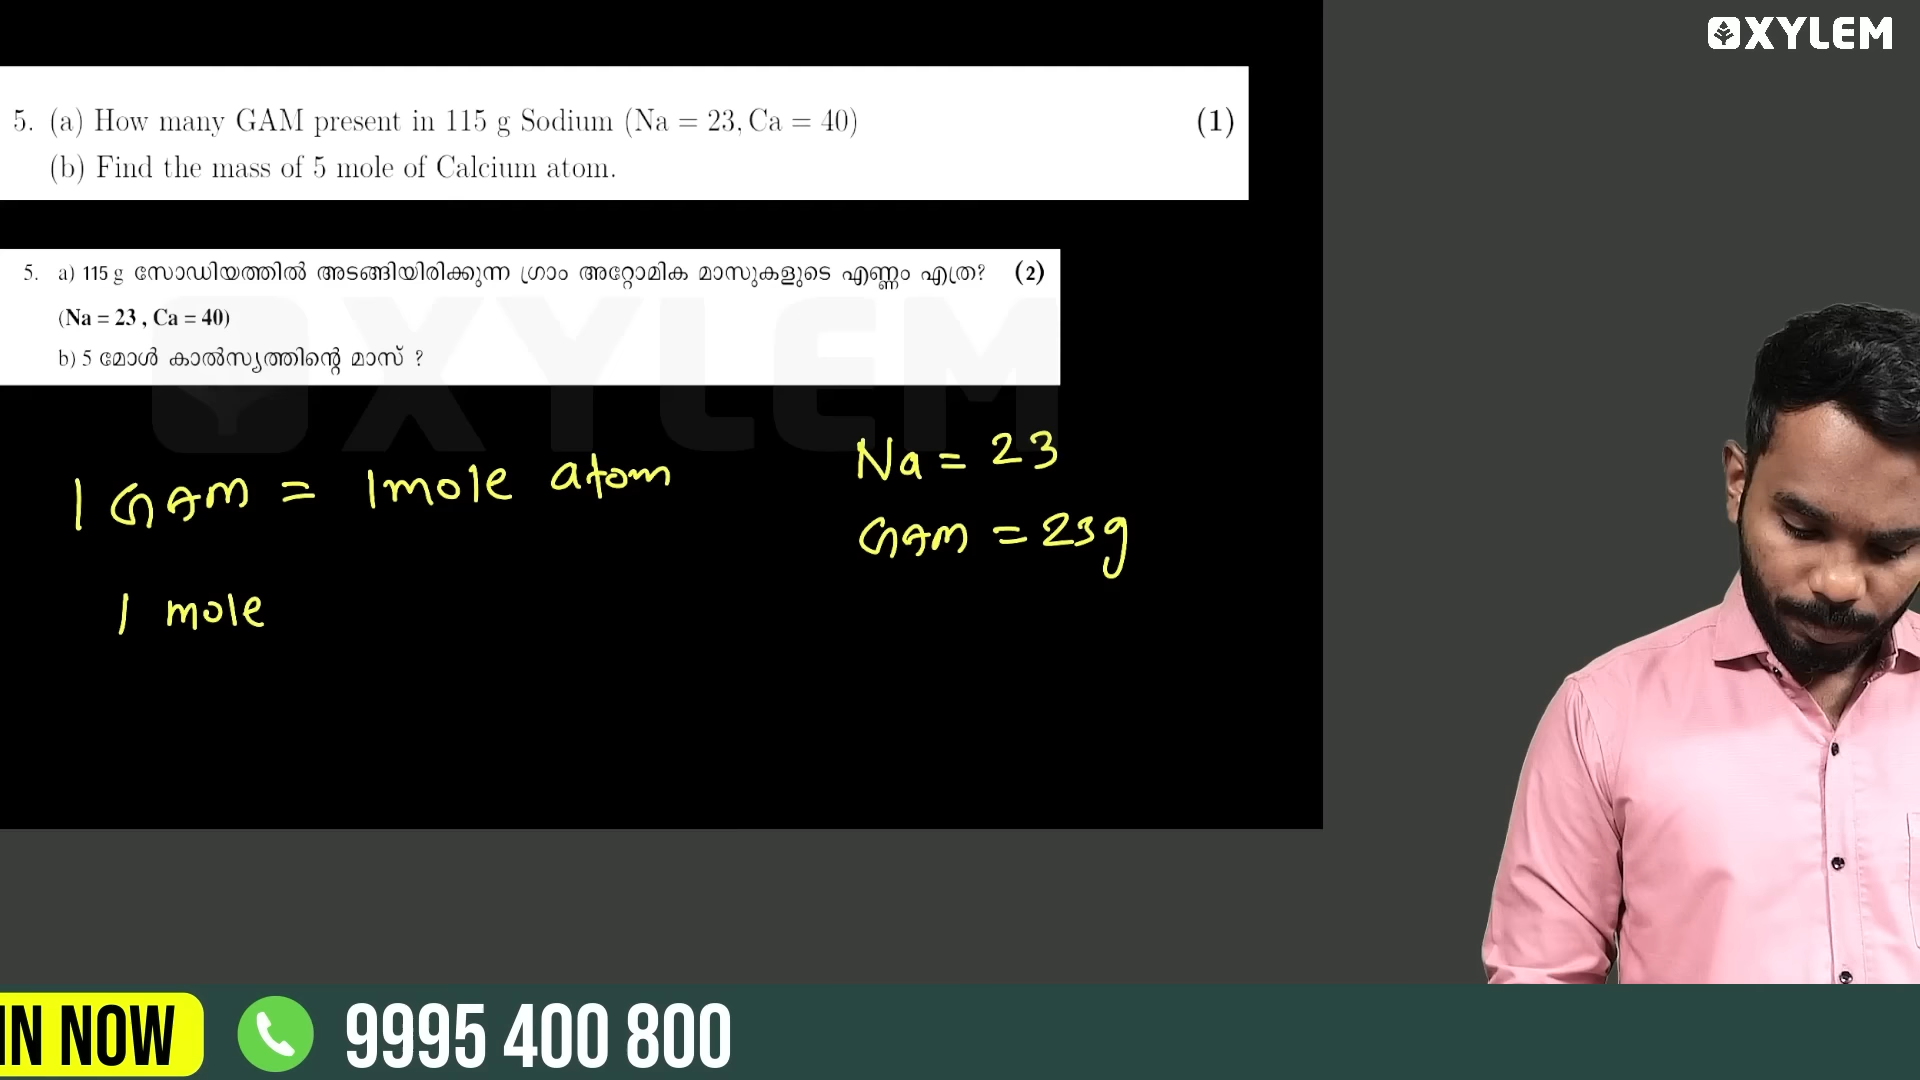 XYLEM
5. (a) How many GAM present in 115 g Sodium (Na = 23, Ca = 40) (1)
(b) Find the mass of 5 mole of Calcium atom.
5. a) 115 g സോഡിയത്തിൽ അടങ്ങിയിരിക്കുന്ന ഗ്രാം അറ്റോമിക മാസുകളുടെ എണ്ണം എത്ര? (2)
(Na = 23 , Ca = 40)
b) 5 മോൾ കാൽസ്യത്തിന്റെ മാസ് ?
XYLEM
1 GAM = 1mole atom
Na = 23
GAM = 23g
1 mole
IN NOW
9995 400 800